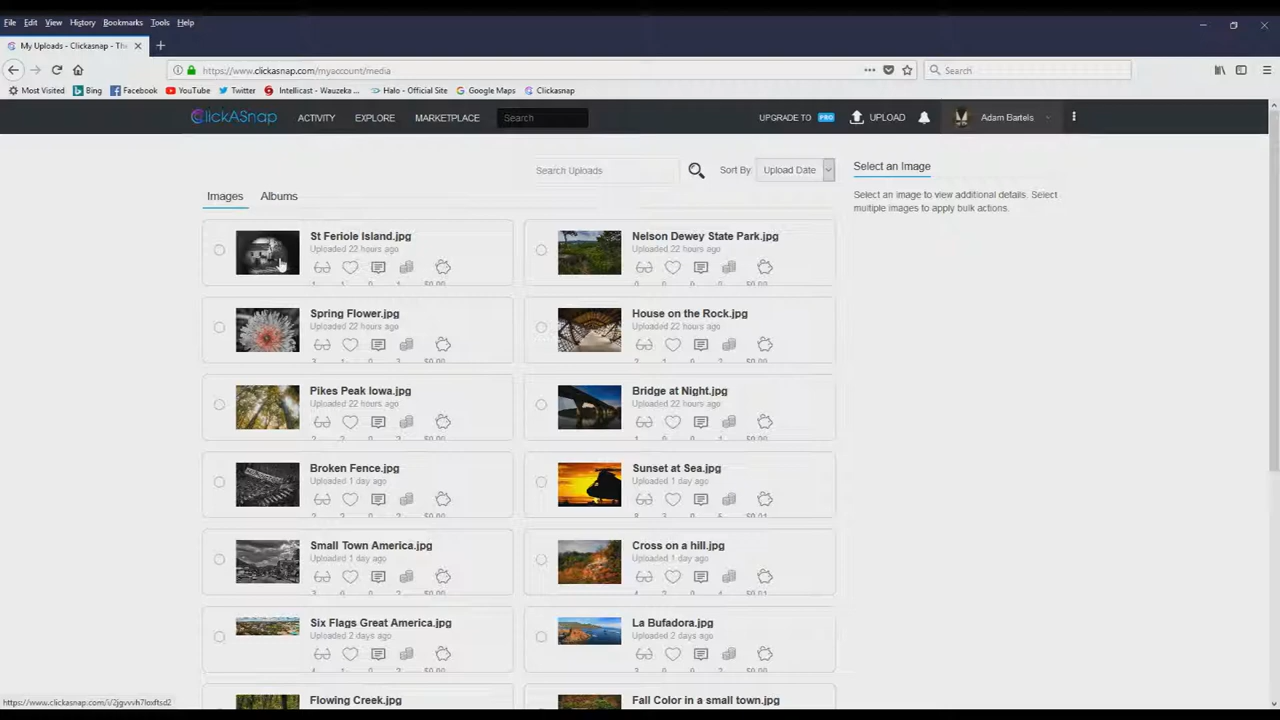 File Edit View History Bookmarks Tools Help
My Uploads - Clickasnap - The
https://www.clickasnap.com/myaccount/media
Search
Most Visited Bing Facebook YouTube Twitter Intellicast - Wauzeka ... Halo - Official Site Google Maps Clickasnap
ClickASnap ACTIVITY EXPLORE MARKETPLACE Search UPGRADE TO PRO UPLOAD Adam Bartels
Search Uploads Sort By: Upload Date Select an Image
Select an image to view additional details. Select
multiple images to apply bulk actions.
Images Albums
St Feriole Island.jpg
Uploaded 22 hours ago
Nelson Dewey State Park.jpg
Uploaded 22 hours ago
Spring Flower.jpg
Uploaded 22 hours ago
House on the Rock.jpg
Uploaded 22 hours ago
Pikes Peak Iowa.jpg
Uploaded 22 hours ago
Bridge at Night.jpg
Uploaded 22 hours ago
Broken Fence.jpg
Uploaded 1 day ago
Sunset at Sea.jpg
Uploaded 1 day ago
Small Town America.jpg
Uploaded 1 day ago
Cross on a hill.jpg
Uploaded 1 day ago
Six Flags Great America.jpg
Uploaded 2 days ago
La Bufadora.jpg
Uploaded 2 days ago
Flowing Creek.jpg
Fall Color in a small town.jpg